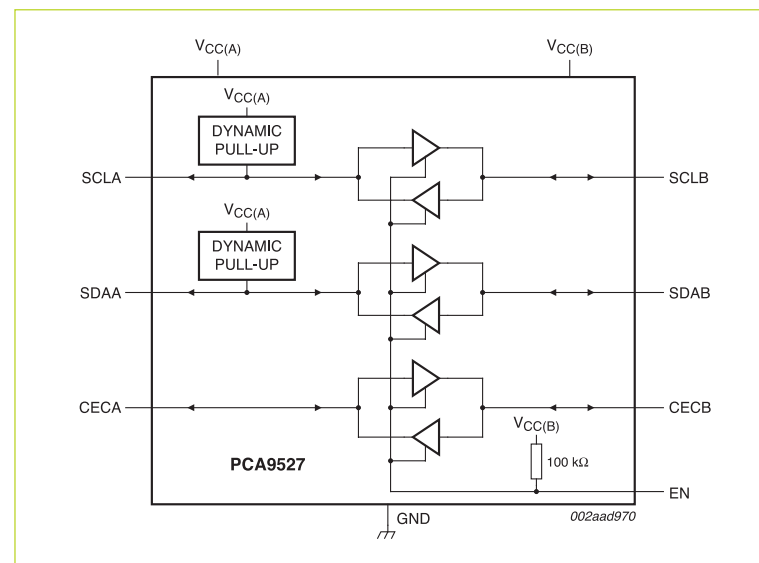 VCC(A)
VCC(B)
VCC(A)
DYNAMIC
PULL-UP
SCLA
SCLB
VCC(A)
DYNAMIC
PULL-UP
SDAA
SDAB
CECA
CECB
VCC(B)
100 kΩ
PCA9527
EN
GND
002aad970